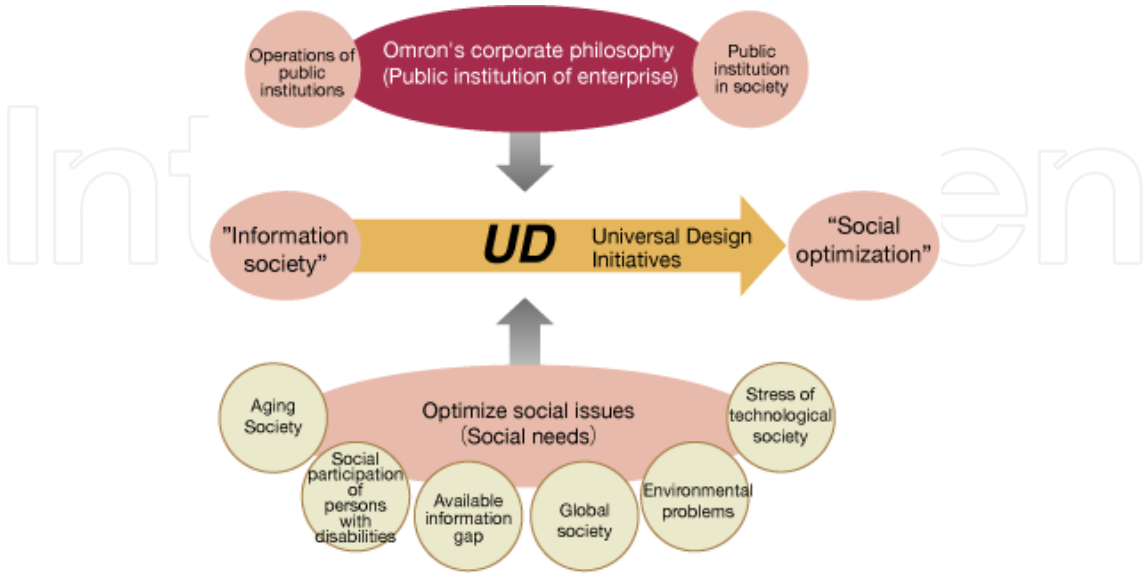 Operations of
public
institutions
Omron's corporate philosophy
(Public institution of enterprise)
Public
institution
in society
Int
en
"Information
society"
UD
Universal Design
Initiatives
"Social
optimization"
Aging
Society
Optimize social issues
(Social needs)
Stress of
technological
society
Social
participation
of
persons
with
disabilities
Available
information
gap
Global
society
Environmental
problems